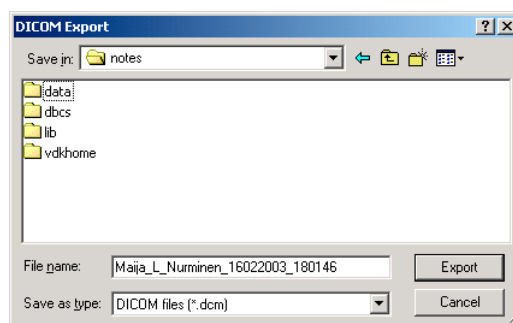 DICOM Export
Save in: notes
data
dbcs
lib
vdkhome
File name: Maija_L_Nurminen_16022003_180146 Export
Save as type: DICOM files (*.dcm) Cancel